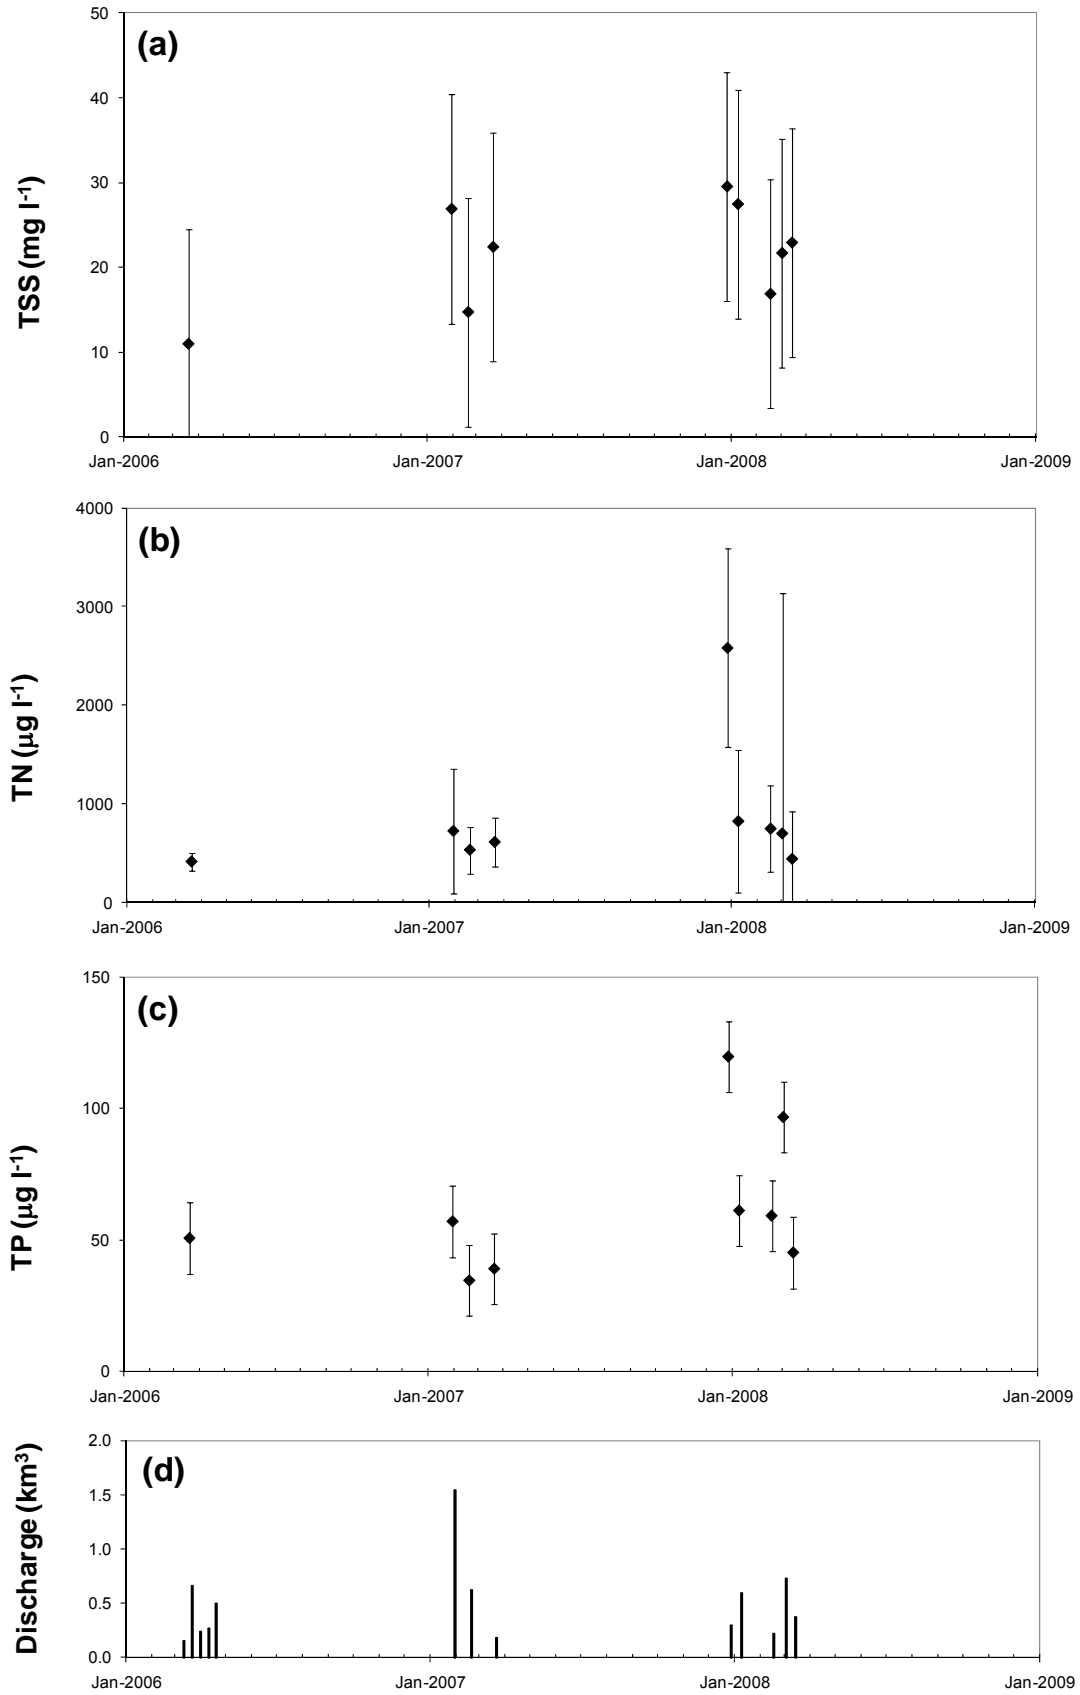 (a)
TSS (mg l-1)
50
40
30
20
10
0
Jan-2006 Jan-2007 Jan-2008 Jan-2009
(b)
TN (µg l-1)
4000
3000
2000
1000
0
Jan-2006 Jan-2007 Jan-2008 Jan-2009
(c)
TP (µg l-1)
150
100
50
0
Jan-2006 Jan-2007 Jan-2008 Jan-2009
(d)
Discharge (km3)
2.0
1.5
1.0
0.5
0.0
Jan-2006 Jan-2007 Jan-2008 Jan-2009